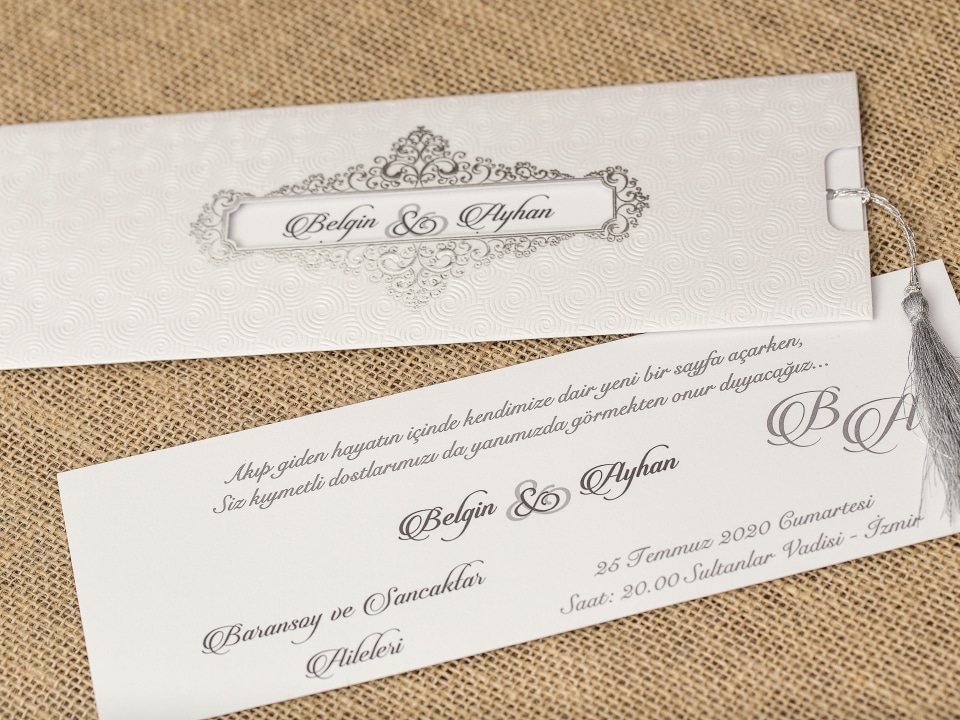 Belgin & Ayhan
Akıp giden hayatın içinde kendimize dair yeni bir sayfa açarken,
Siz kıymetli dostlarımızı da yanımızda görmekten onur duyacağız...
B A
Belgin & Ayhan
25 Temmuz 2020 Cumartesi
Saat: 20.00 Sultanlar Vadisi - İzmir
Baransoy ve Sancaktar
Aileleri